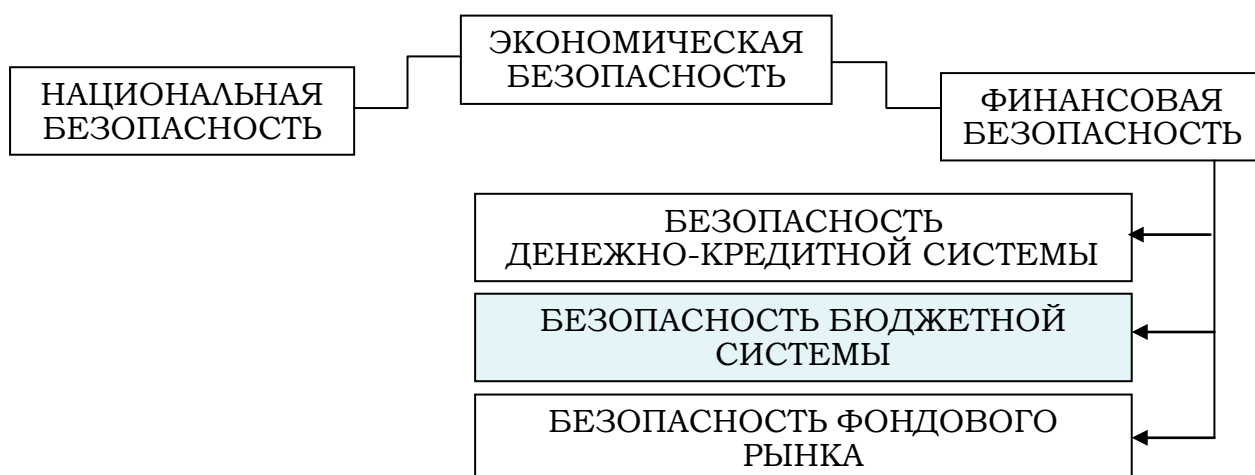 ЭКОНОМИЧЕСКАЯ
БЕЗОПАСНОСТЬ
НАЦИОНАЛЬНАЯ
БЕЗОПАСНОСТЬ
ФИНАНСОВАЯ
БЕЗОПАСНОСТЬ
БЕЗОПАСНОСТЬ
ДЕНЕЖНО-КРЕДИТНОЙ СИСТЕМЫ
БЕЗОПАСНОСТЬ БЮДЖЕТНОЙ
СИСТЕМЫ
БЕЗОПАСНОСТЬ ФОНДОВОГО
РЫНКА